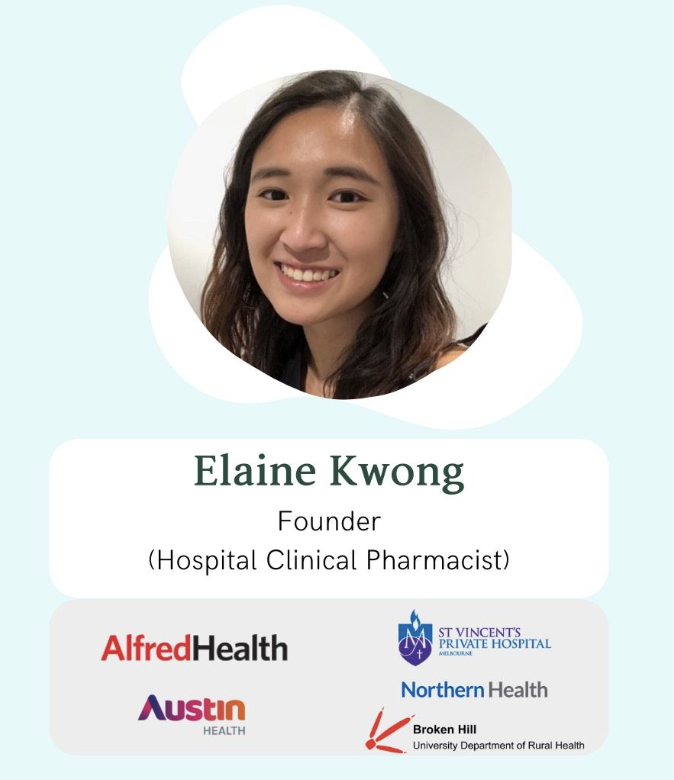 Elaine Kwong
Founder
(Hospital Clinical Pharmacist)
AlfredHealth
ST VINCENT'S
PRIVATE HOSPITAL
MELBOURNE
Austin
HEALTH
Northern Health
Broken Hill
University Department of Rural Health